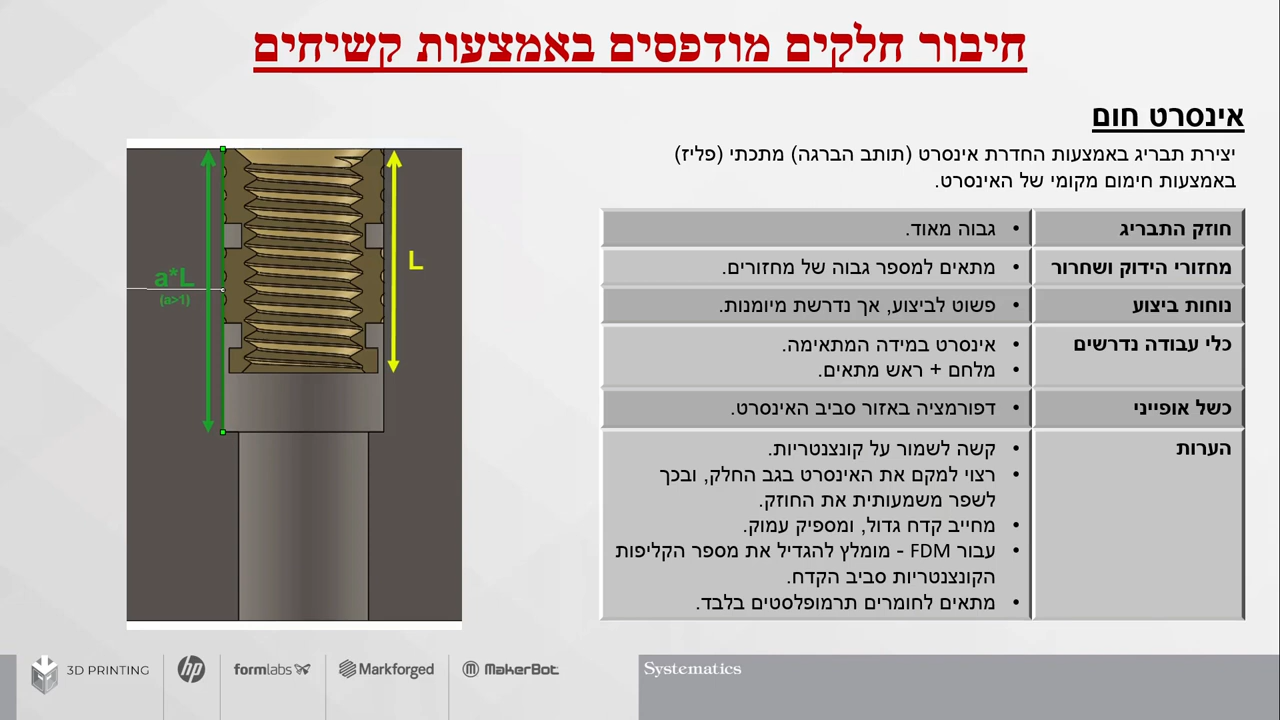 חיבור חלקים מודפסים באמצעות קשיחים
אינסרט חום
יצירת תבריג באמצעות החדרת אינסרט (תותב הברגה) מתכתי (פליז)
באמצעות חימום מקומי של האינסרט.
חוזק התבריג
• גבוה מאוד.
מחזורי הידוק ושחרור
• מתאים למספר גבוה של מחזורים.
נוחות ביצוע
• פשוט לביצוע, אך נדרשת מיומנות.
כלי עבודה נדרשים
• אינסרט במידה המתאימה.
• מלחם + ראש מתאים.
כשל אופייני
• דפורמציה באזור סביב האינסרט.
הערות
• קשה לשמור על קונצנטריות.
• רצוי למקם את האינסרט בגב החלק, ובכך
לשפר משמעותית את החוזק.
• מחייב קדח גדול, ומספיק עמוק.
• עבור FDM - מומלץ להגדיל את מספר הקליפות
הקונצנטריות סביב הקדח.
• מתאים לחומרים תרמופלסטים בלבד.
a*L
(a>1)
L
3D PRINTING
hp
formlabs
Markforged
MakerBot
Systematics